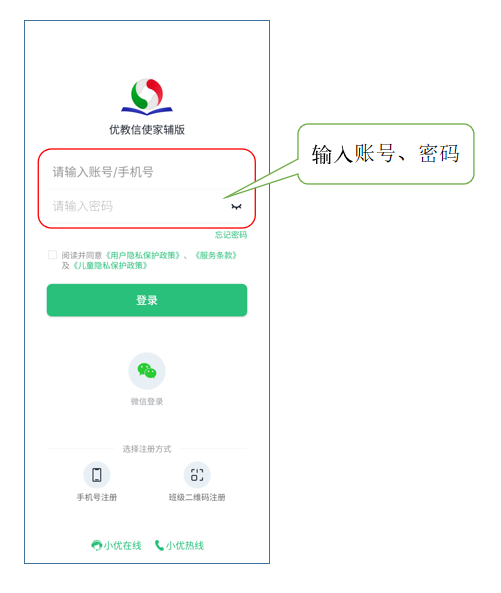 优教信使家辅版
请输入账号/手机号
请输入密码
输入账号、密码
忘记密码
阅读并同意《用户隐私保护政策》、《服务条款》
及《儿童隐私保护政策》
登录
微信登录
选择注册方式
手机号注册
班级二维码注册
小优在线
小优热线